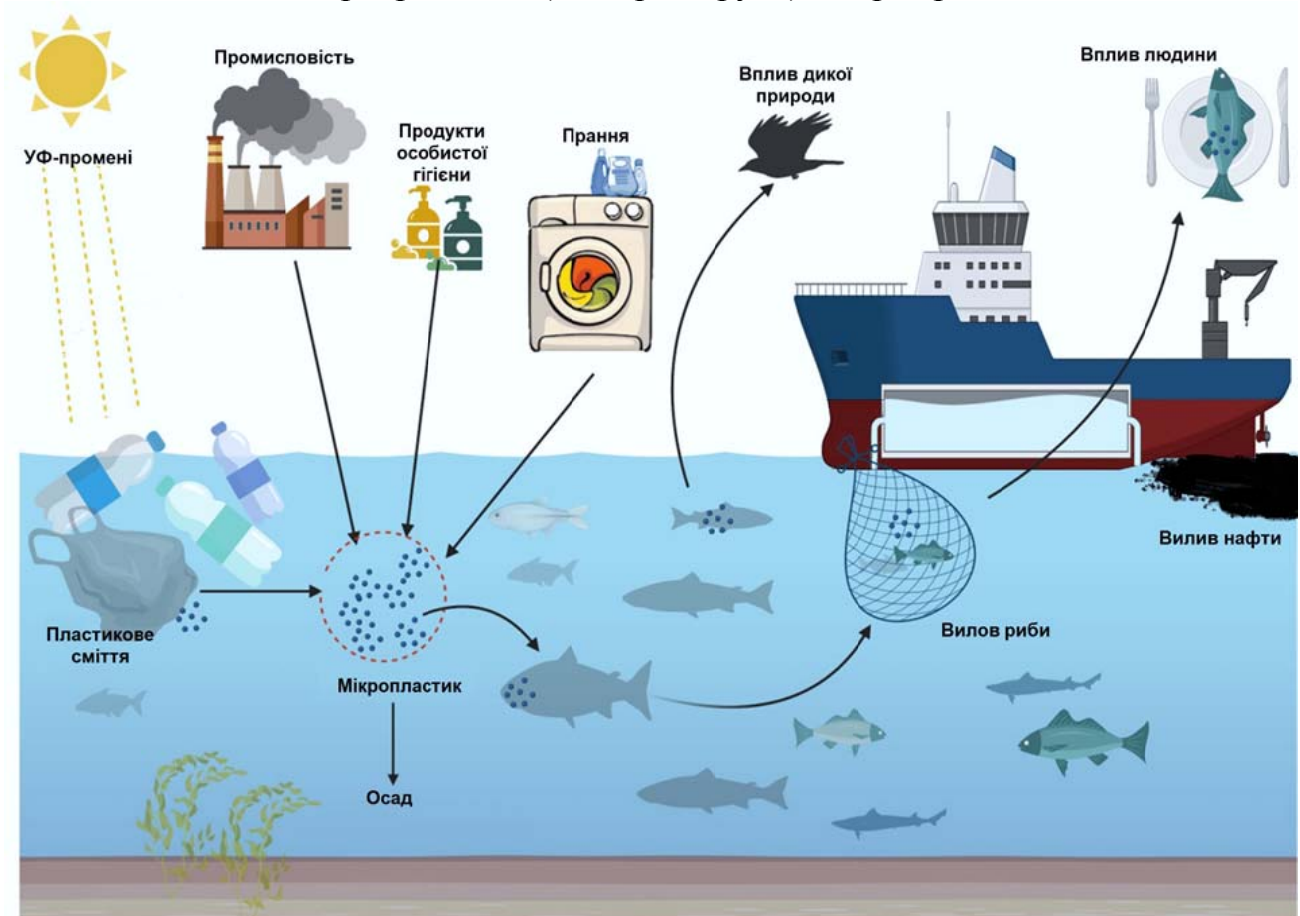 Промисловість
Вплив людини
Вплив дикої
природи
Продукти
особистої
гігієни
Прання
УФ-промені
Вилив нафти
Пластикове
сміття
Вилов риби
Мікропластик
Осад